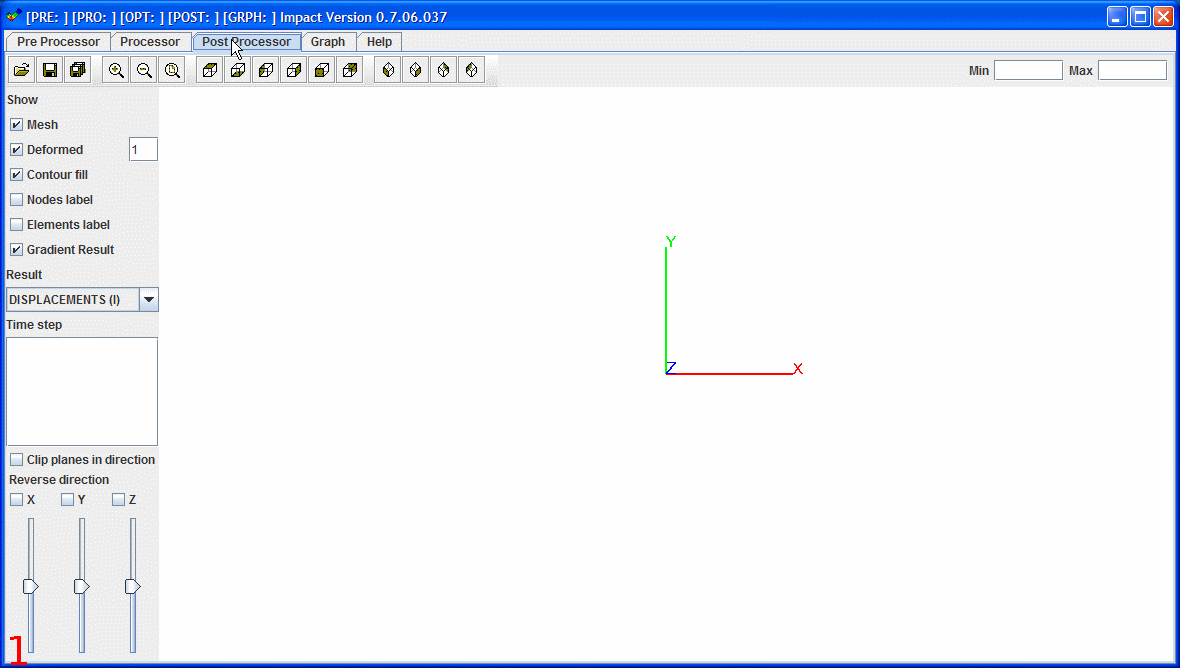 [PRE: ] [PRO: ] [OPT: ] [POST: ] [GRPH: ] Impact Version 0.7.06.037
Pre Processor Processor Post Processor Graph Help
Min Max
Show
Mesh
Deformed 1
Contour fill
Nodes label
Elements label
Gradient Result
Result
DISPLACEMENTS (I)
Time step
Clip planes in direction
Reverse direction
X Y Z
1
Y
Z X